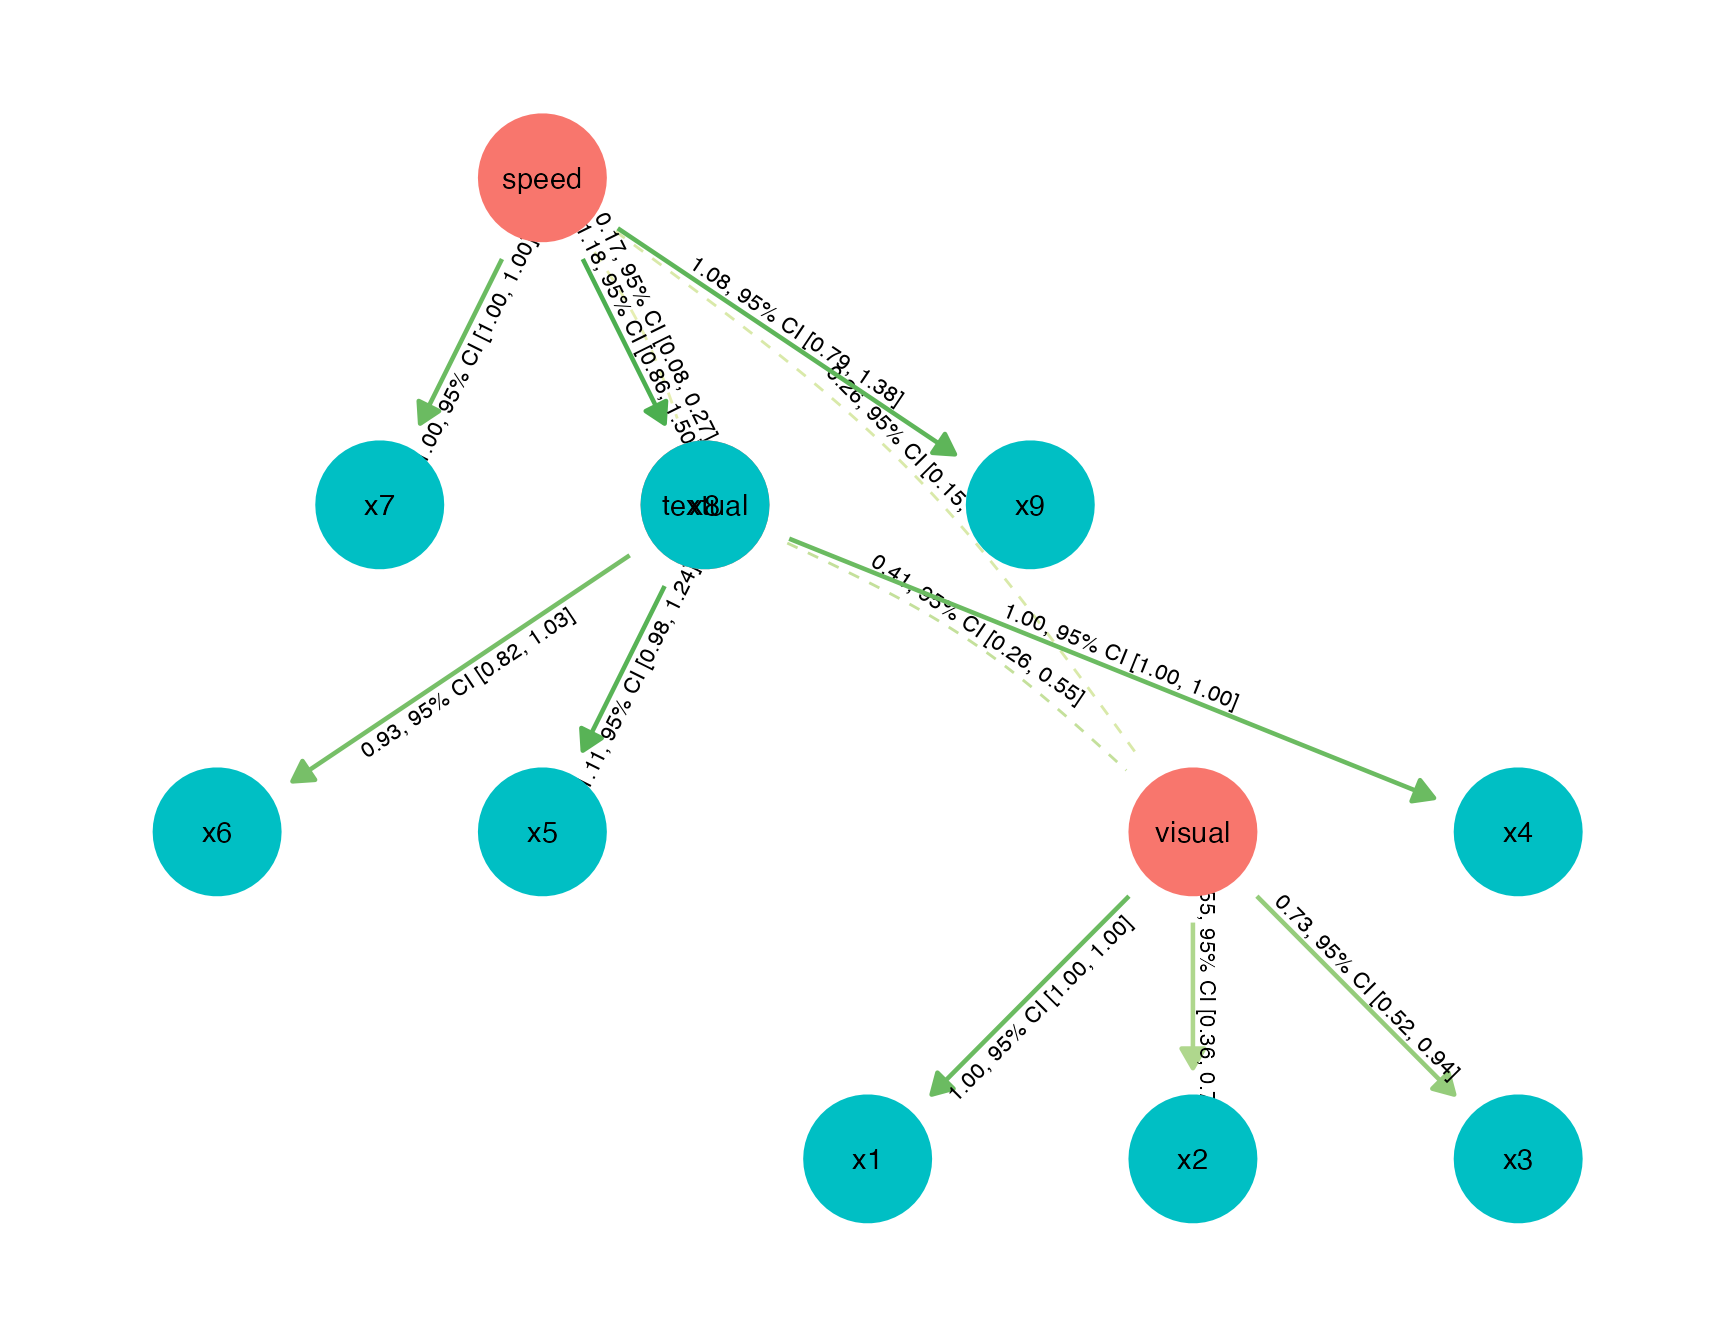 speed
1.00, 95% CI [1.00, 1.00]
1.18, 95% CI [0.86, 1.50
0.17, 95% CI [0.08, 0.27]
1.08, 95% CI [0.79, 1.38]
0.26, 95% CI [0.15,
x7
textual
x8
x9
0.93, 95% CI [0.82, 1.03]
1.11, 95% CI [0.98, 1.24]
0.41, 95% CI [0.26, 0.55]
1.00, 95% CI [1.00, 1.00]
x6
x5
visual
x4
1.00, 95% CI [1.00, 1.00]
55, 95% CI [0.36, 0.7
0.73, 95% CI [0.52, 0.94]
x1
x2
x3